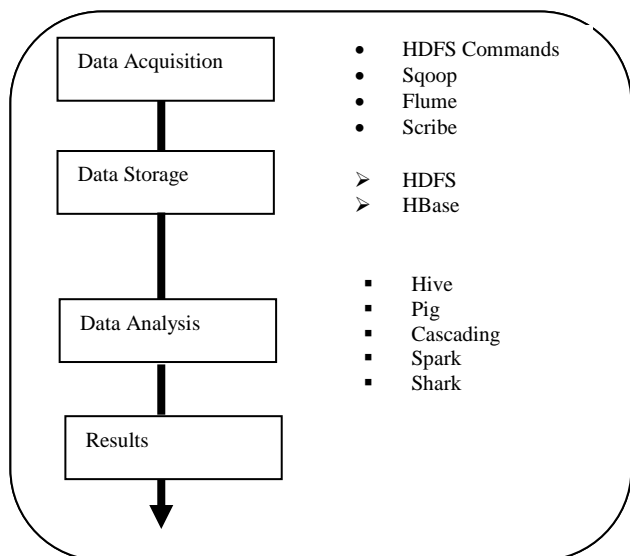 Data Acquisition
HDFS Commands
Sqoop
Flume
Scribe
Data Storage
HDFS
HBase
Data Analysis
Hive
Pig
Cascading
Spark
Shark
Results